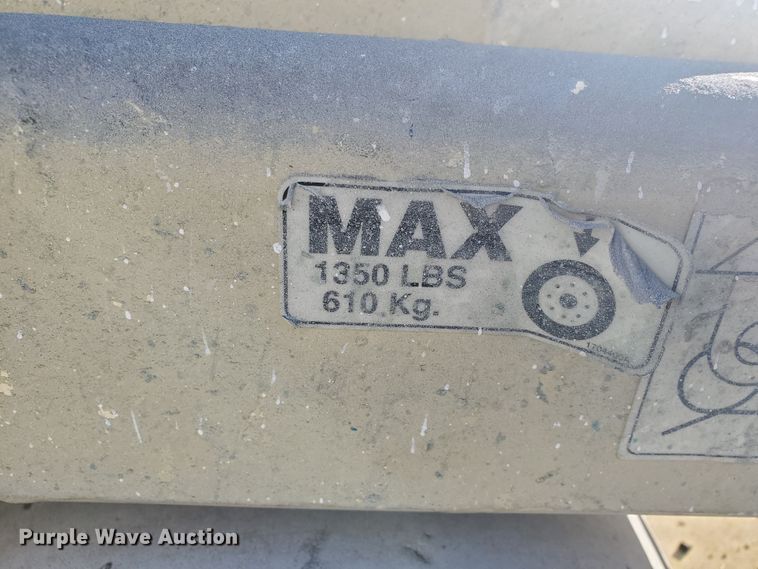 MAX
1350 LBS
610 Kg.
Purple Wave Auction